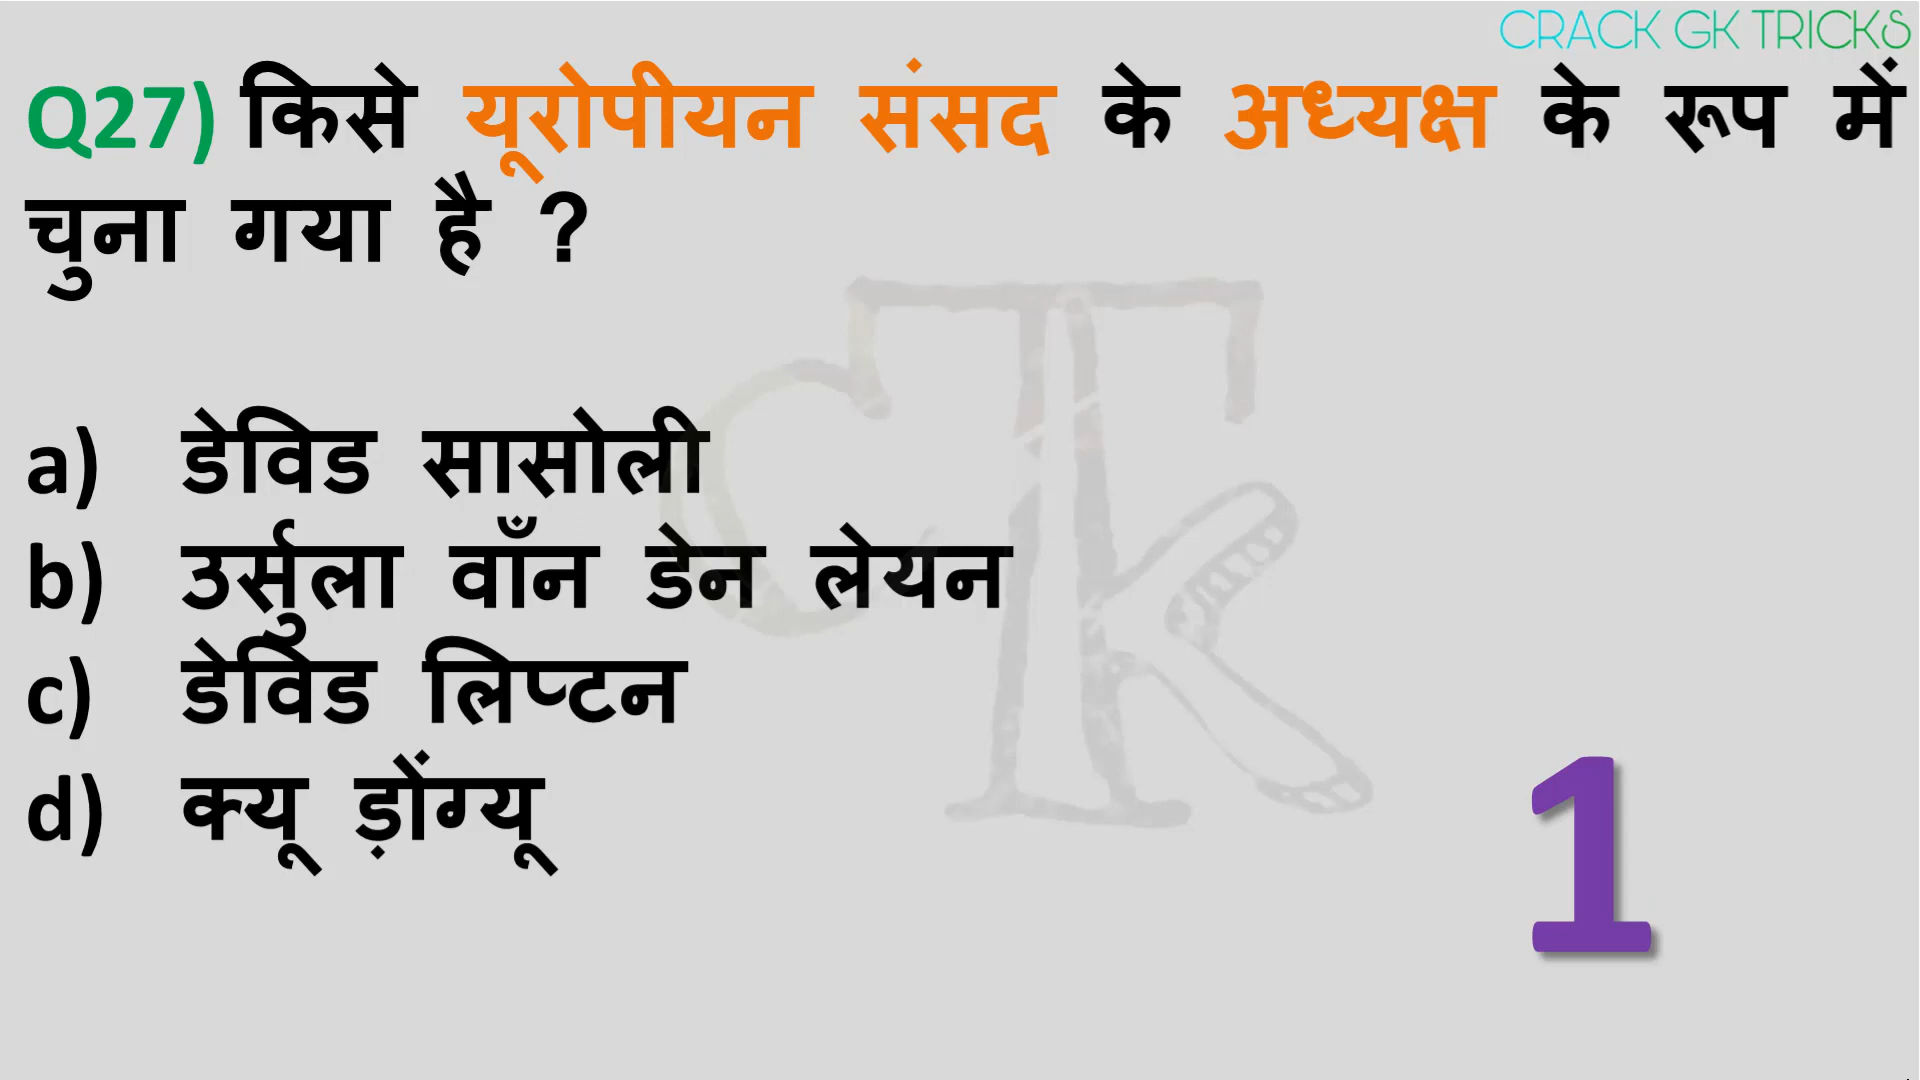 CRACK GK TRICKS
Q27) किसे यूरोपीयन संसद के अध्यक्ष के रूप में
चुना गया है ?
a) डेविड सासोली
b) उर्सुला वाँन डेन लेयन
c) डेविड लिप्टन
d) क्यू ड़ोंग्यू
1